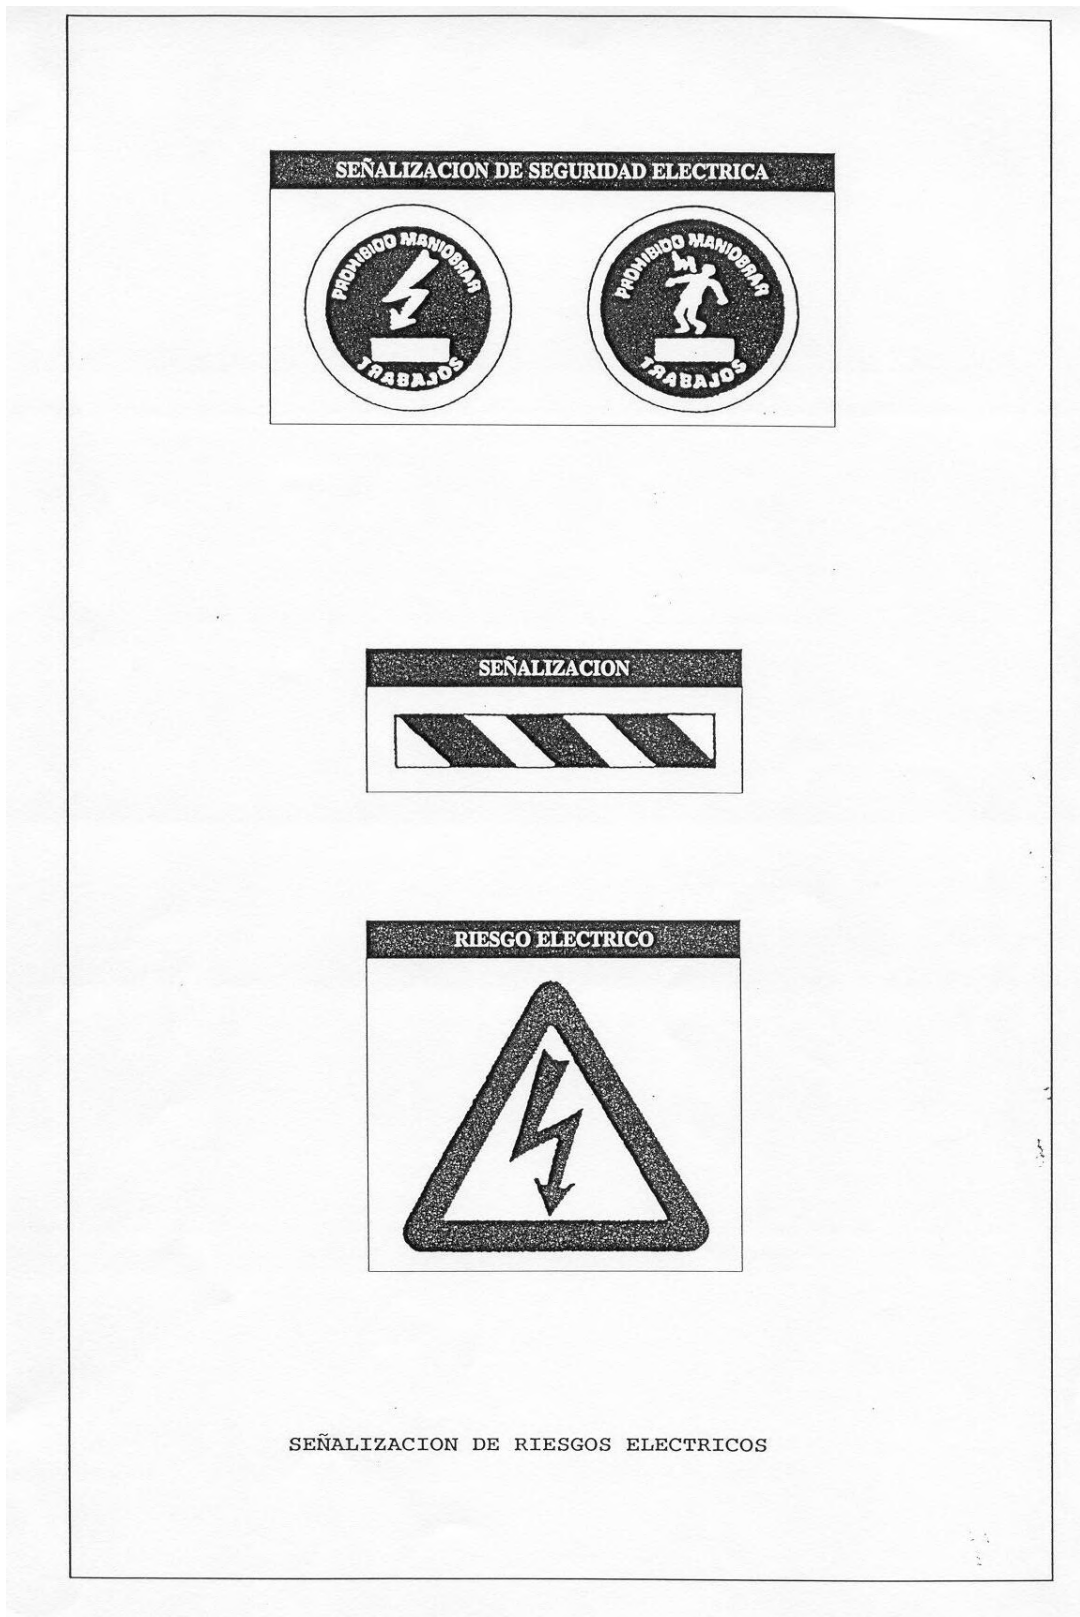 SEÑALIZACION DE SEGURIDAD ELECTRICA
PROHIBIDO MANIOBRAR
TRABAJOS
PROHIBIDO MANIOBRAR
TRABAJOS
SEÑALIZACION
RIESGO ELECTRICO
SEÑALIZACION DE RIESGOS ELECTRICOS